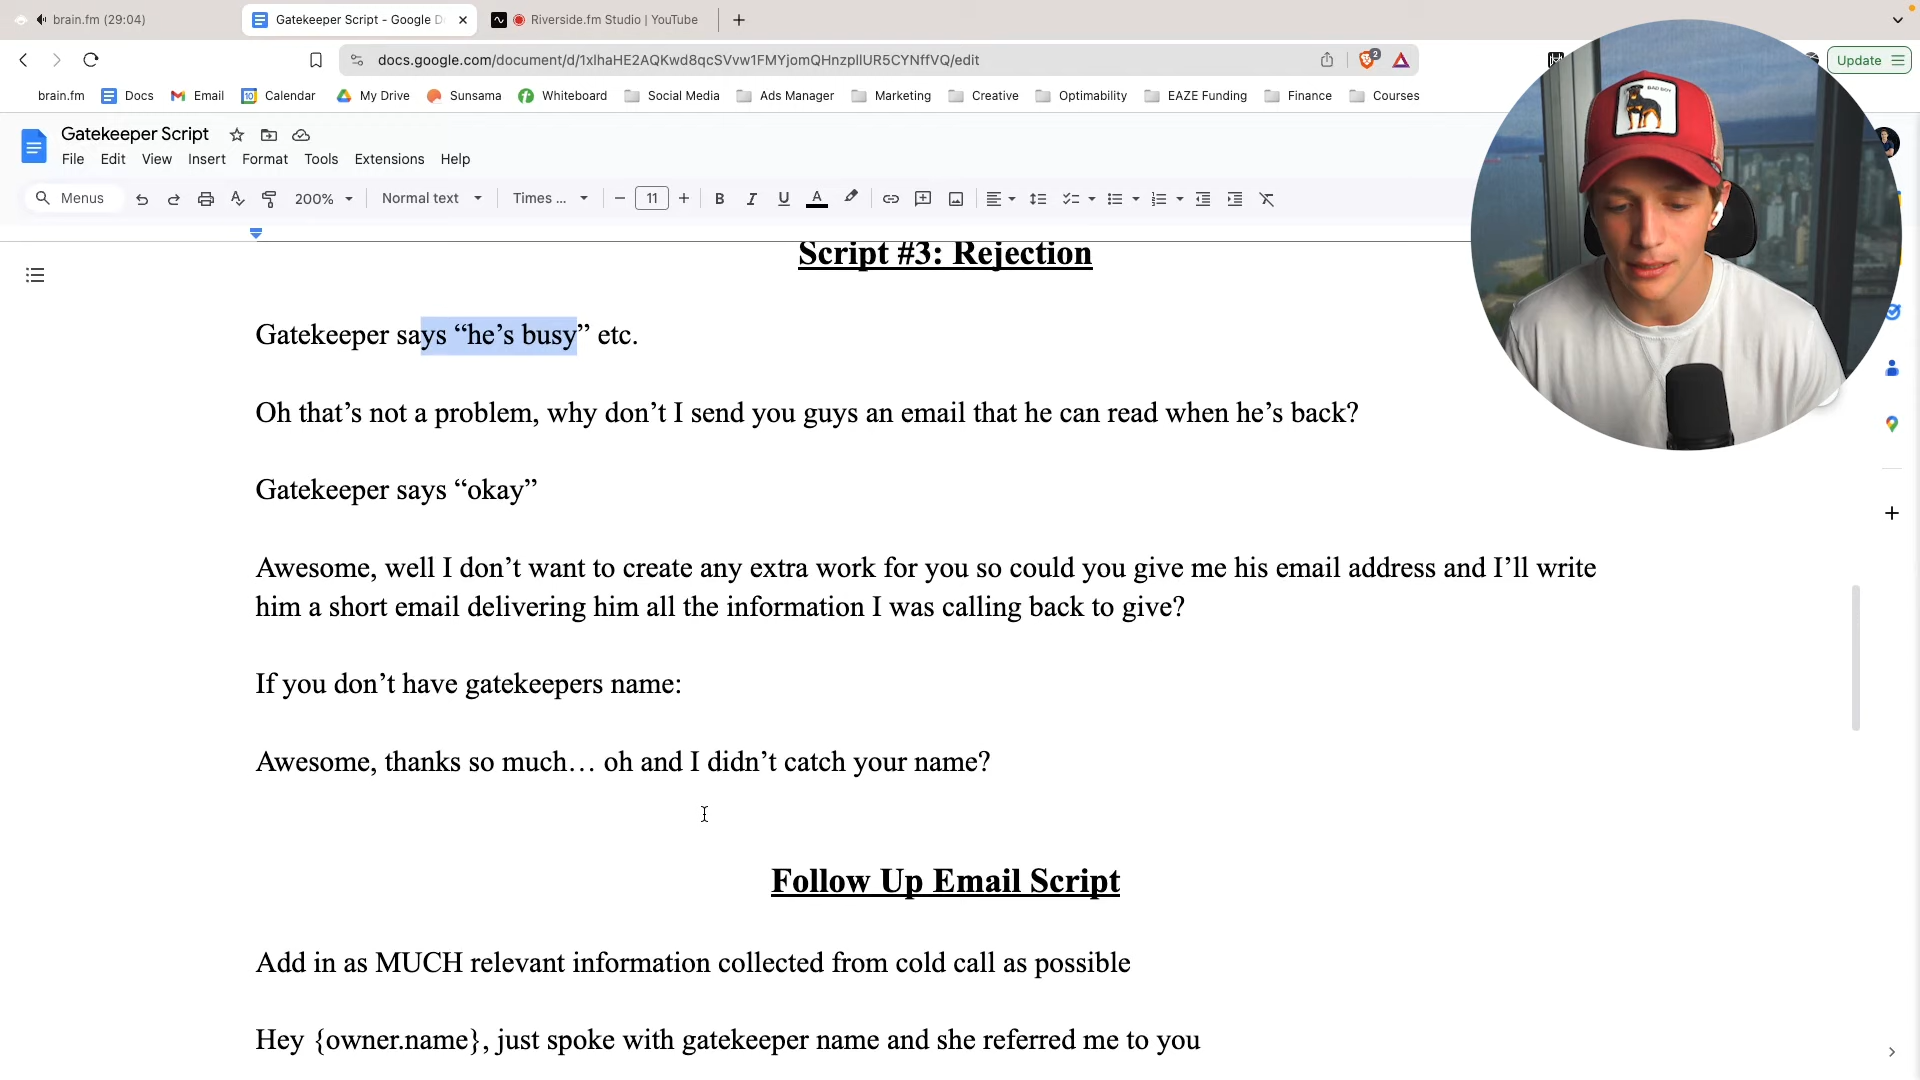 brain.fm (29:04)
Gatekeeper Script - Google D
Riverside.fm Studio | YouTube
docs.google.com/document/d/1xlhaHE2AQKwd8qcSVvw1FMYjomQHnzpllUR5CYNffVQ/edit
2
Update
brain.fm
Docs
Email
Calendar
My Drive
Sunsama
Whiteboard
Social Media
Ads Manager
Marketing
Creative
Optimability
EAZE Funding
Finance
Courses
Gatekeeper Script
File Edit View Insert Format Tools Extensions Help
Menus
200%
Normal text
Times ...
11
B I U A
BAD BOY
Script #3: Rejection
Gatekeeper says “he’s busy” etc.
Oh that’s not a problem, why don’t I send you guys an email that he can read when he’s back?
Gatekeeper says “okay”
Awesome, well I don’t want to create any extra work for you so could you give me his email address and I’ll write
him a short email delivering him all the information I was calling back to give?
If you don’t have gatekeepers name:
Awesome, thanks so much… oh and I didn’t catch your name?
Follow Up Email Script
Add in as MUCH relevant information collected from cold call as possible
Hey {owner.name}, just spoke with gatekeeper name and she referred me to you